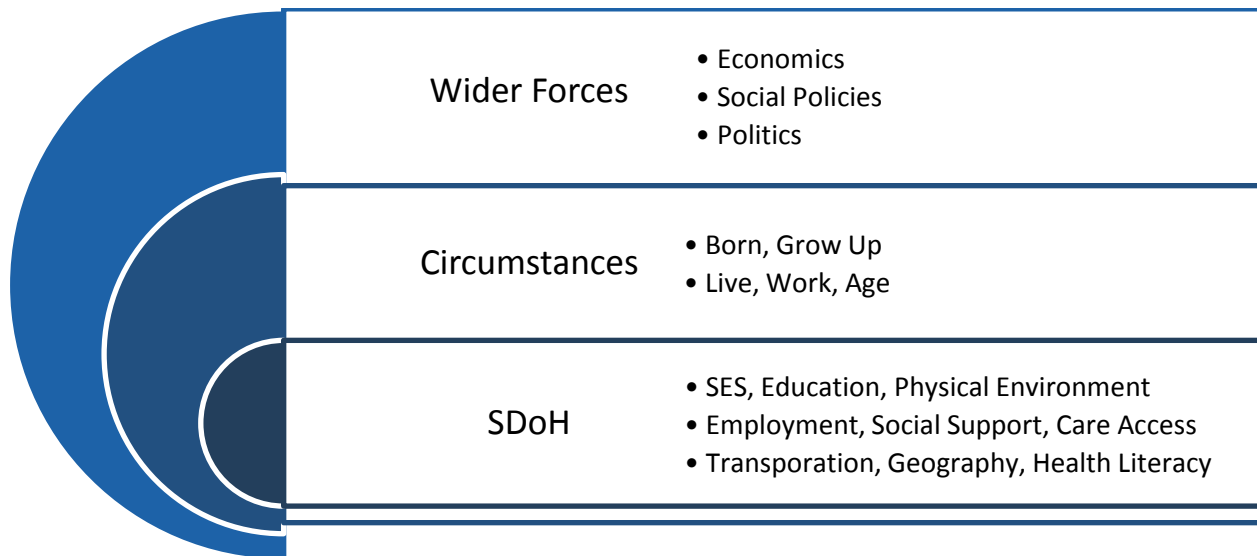 Wider Forces
• Economics
• Social Policies
• Politics
Circumstances
• Born, Grow Up
• Live, Work, Age
SDoH
• SES, Education, Physical Environment
• Employment, Social Support, Care Access
• Transporation, Geography, Health Literacy